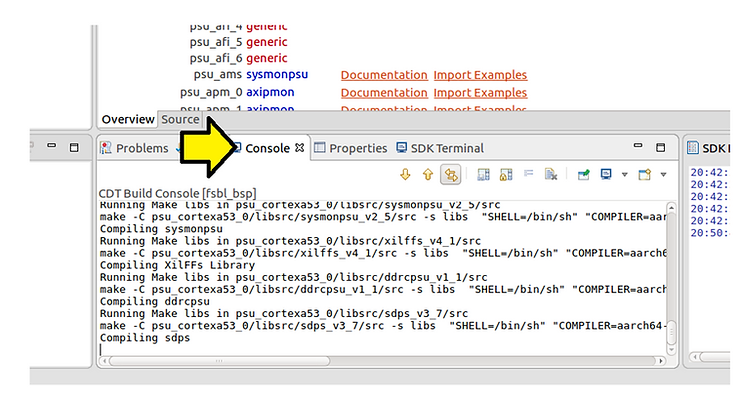 psu_afi_4 generic
psu_afi_5 generic
psu_afi_6 generic
psu_ams sysmonpsu Documentation Import Examples
psu_apm_0 axipmon Documentation Import Examples
psu_apm_1 axipmon Documentation Import Examples
Overview Source
Problems Console Properties SDK Terminal
CDT Build Console [fsbl_bsp]
Running Make libs in psu_cortexa53_0/libsrc/sysmonpsu_v2_5/src
make -C psu_cortexa53_0/libsrc/sysmonpsu_v2_5/src -s libs "SHELL=/bin/sh" "COMPILER=aar
Compiling sysmonpsu
Running Make libs in psu_cortexa53_0/libsrc/xilffs_v4_1/src
make -C psu_cortexa53_0/libsrc/xilffs_v4_1/src -s libs "SHELL=/bin/sh" "COMPILER=aarch6
Compiling XilFFs Library
Running Make libs in psu_cortexa53_0/libsrc/ddrcpsu_v1_1/src
make -C psu_cortexa53_0/libsrc/ddrcpsu_v1_1/src -s libs "SHELL=/bin/sh" "COMPILER=aarch
Compiling ddrcpsu
Running Make libs in psu_cortexa53_0/libsrc/sdps_v3_7/src
make -C psu_cortexa53_0/libsrc/sdps_v3_7/src -s libs "SHELL=/bin/sh" "COMPILER=aarch64-
Compiling sdps
SDK
20:42:
20:42:
20:42:
20:42:
20:42:
20:50: